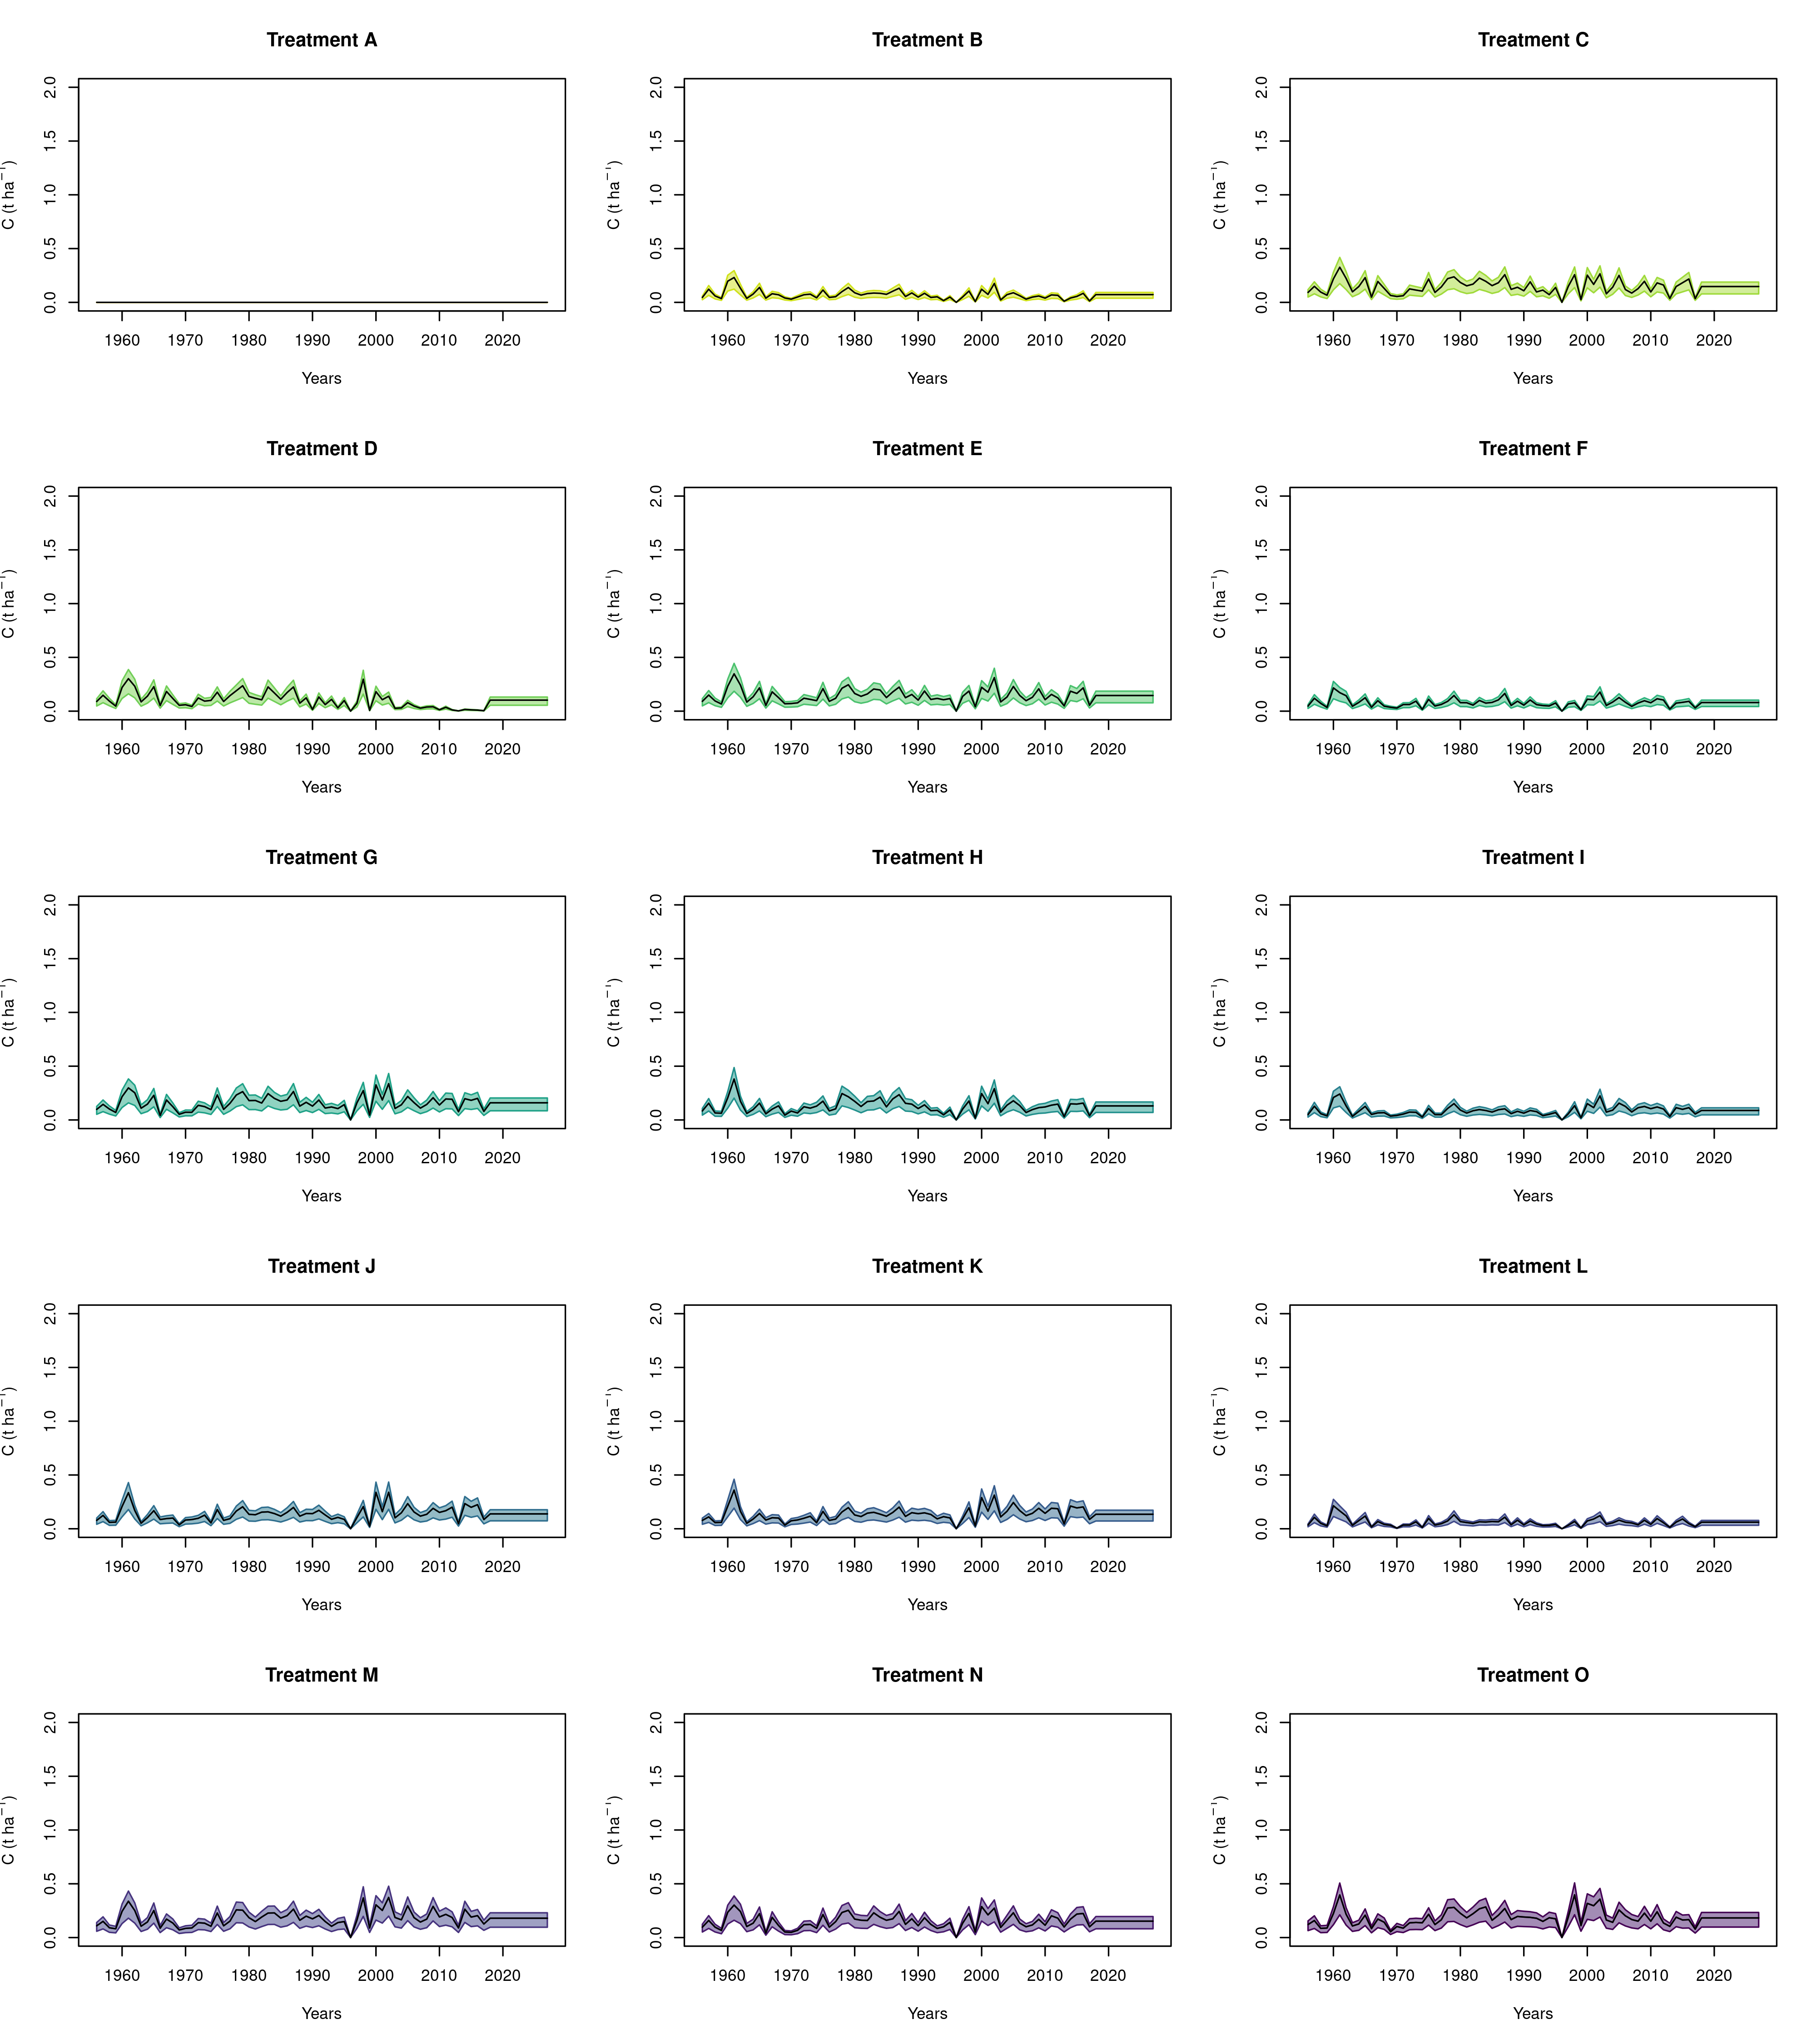 Treatment A
C (t ha⁻¹)
0.0 0.5 1.0 1.5 2.0
1960 1970 1980 1990 2000 2010 2020
Years
Treatment B
C (t ha⁻¹)
0.0 0.5 1.0 1.5 2.0
1960 1970 1980 1990 2000 2010 2020
Years
Treatment C
C (t ha⁻¹)
0.0 0.5 1.0 1.5 2.0
1960 1970 1980 1990 2000 2010 2020
Years
Treatment D
C (t ha⁻¹)
0.0 0.5 1.0 1.5 2.0
1960 1970 1980 1990 2000 2010 2020
Years
Treatment E
C (t ha⁻¹)
0.0 0.5 1.0 1.5 2.0
1960 1970 1980 1990 2000 2010 2020
Years
Treatment F
C (t ha⁻¹)
0.0 0.5 1.0 1.5 2.0
1960 1970 1980 1990 2000 2010 2020
Years
Treatment G
C (t ha⁻¹)
0.0 0.5 1.0 1.5 2.0
1960 1970 1980 1990 2000 2010 2020
Years
Treatment H
C (t ha⁻¹)
0.0 0.5 1.0 1.5 2.0
1960 1970 1980 1990 2000 2010 2020
Years
Treatment I
C (t ha⁻¹)
0.0 0.5 1.0 1.5 2.0
1960 1970 1980 1990 2000 2010 2020
Years
Treatment J
C (t ha⁻¹)
0.0 0.5 1.0 1.5 2.0
1960 1970 1980 1990 2000 2010 2020
Years
Treatment K
C (t ha⁻¹)
0.0 0.5 1.0 1.5 2.0
1960 1970 1980 1990 2000 2010 2020
Years
Treatment L
C (t ha⁻¹)
0.0 0.5 1.0 1.5 2.0
1960 1970 1980 1990 2000 2010 2020
Years
Treatment M
C (t ha⁻¹)
0.0 0.5 1.0 1.5 2.0
1960 1970 1980 1990 2000 2010 2020
Years
Treatment N
C (t ha⁻¹)
0.0 0.5 1.0 1.5 2.0
1960 1970 1980 1990 2000 2010 2020
Years
Treatment O
C (t ha⁻¹)
0.0 0.5 1.0 1.5 2.0
1960 1970 1980 1990 2000 2010 2020
Years